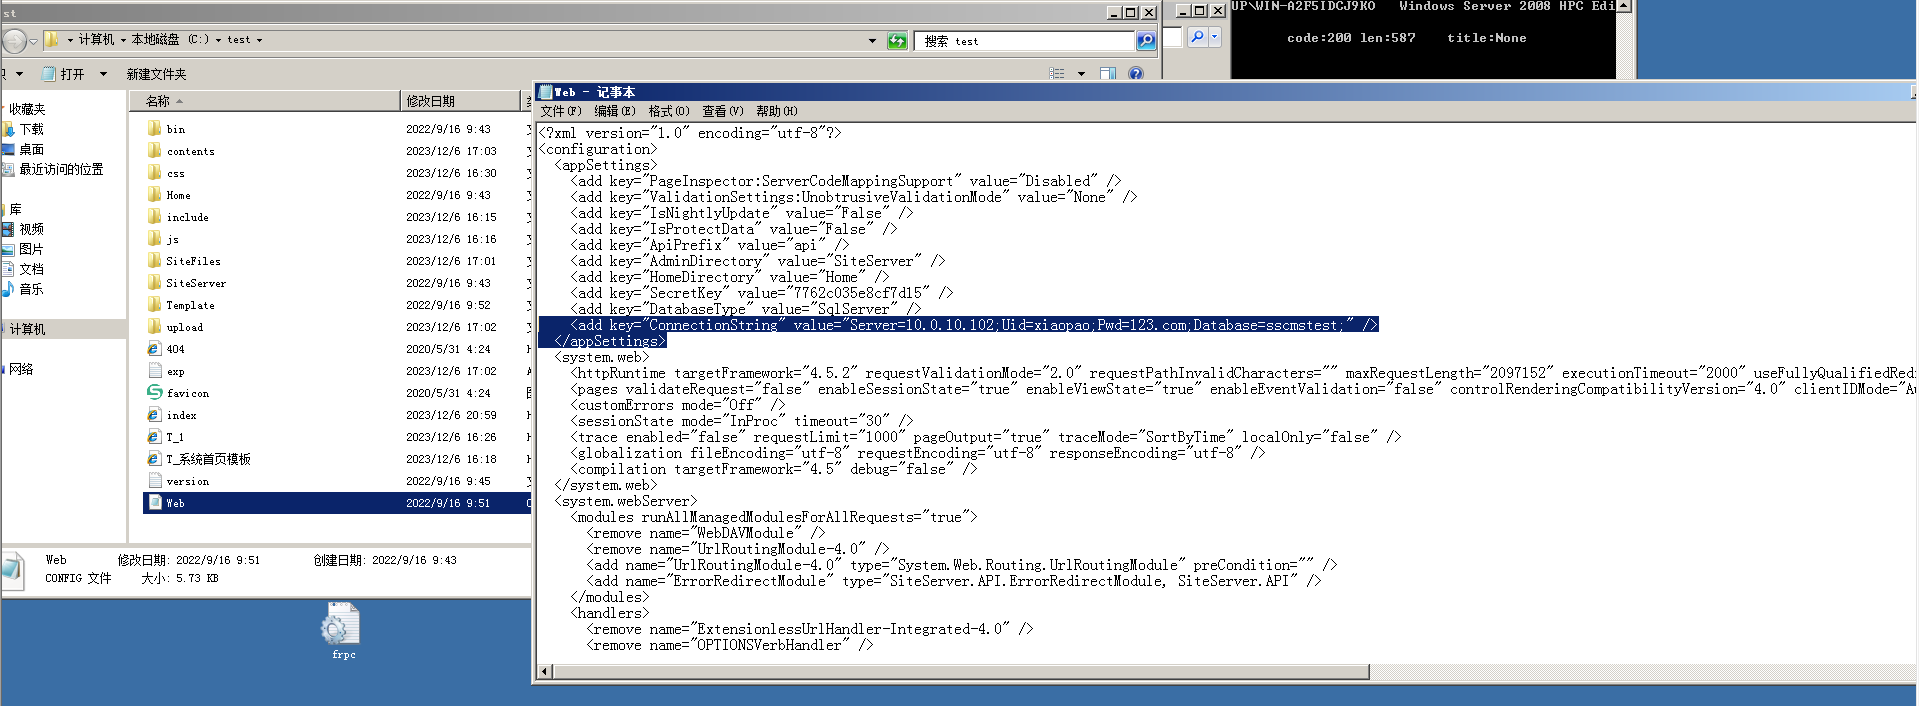 st
UP\WIN-A2F5IDCJ9KO Windows Server 2008 HPC Edi
code:200 len:587 title:None
计算机 本地磁盘 (C:) test
搜索 test
打开 新建文件夹
收藏夹
下载
桌面
最近访问的位置
库
视频
图片
文档
音乐
计算机
网络
名称 修改日期
bin 2022/9/16 9:43
contents 2023/12/6 17:03
css 2023/12/6 16:30
Home 2022/9/16 9:43
include 2023/12/6 16:15
js 2023/12/6 16:16
SiteFiles 2023/12/6 17:01
SiteServer 2022/9/16 9:43
Template 2022/9/16 9:52
upload 2023/12/6 17:02
404 2020/5/31 4:24
exp 2023/12/6 17:02
favicon 2020/5/31 4:24
index 2023/12/6 20:59
T_1 2023/12/6 16:26
T_系统首页模板 2023/12/6 16:18
version 2022/9/16 9:45
Web 2022/9/16 9:51
Web 修改日期: 2022/9/16 9:51 创建日期: 2022/9/16 9:43
CONFIG 文件 大小: 5.73 KB
frpc
Web - 记事本
文件(F) 编辑(E) 格式(O) 查看(V) 帮助(H)
<?xml version="1.0" encoding="utf-8"?>
<configuration>
<appSettings>
<add key="PageInspector:ServerCodeMappingSupport" value="Disabled" />
<add key="ValidationSettings:UnobtrusiveValidationMode" value="None" />
<add key="IsNightlyUpdate" value="False" />
<add key="IsProtectData" value="False" />
<add key="ApiPrefix" value="api" />
<add key="AdminDirectory" value="SiteServer" />
<add key="HomeDirectory" value="Home" />
<add key="SecretKey" value="7762c035e8cf7d15" />
<add key="DatabaseType" value="SqlServer" />
<add key="ConnectionString" value="Server=10.0.10.102;Uid=xiaopao;Pwd=123.com;Database=sscmstest;" />
</appSettings>
<system.web>
<httpRuntime targetFramework="4.5.2" requestValidationMode="2.0" requestPathInvalidCharacters="" maxRequestLength="2097152" executionTimeout="2000" useFullyQualifiedRedi
<pages validateRequest="false" enableSessionState="true" enableViewState="true" enableEventValidation="false" controlRenderingCompatibilityVersion="4.0" clientIDMode="Au
<customErrors mode="Off" />
<sessionState mode="InProc" timeout="30" />
<trace enabled="false" requestLimit="1000" pageOutput="true" traceMode="SortByTime" localOnly="false" />
<globalization fileEncoding="utf-8" requestEncoding="utf-8" responseEncoding="utf-8" />
<compilation targetFramework="4.5" debug="false" />
</system.web>
<system.webServer>
<modules runAllManagedModulesForAllRequests="true">
<remove name="WebDAVModule" />
<remove name="UrlRoutingModule-4.0" />
<add name="UrlRoutingModule-4.0" type="System.Web.Routing.UrlRoutingModule" preCondition="" />
<add name="ErrorRedirectModule" type="SiteServer.API.ErrorRedirectModule, SiteServer.API" />
</modules>
<handlers>
<remove name="ExtensionlessUrlHandler-Integrated-4.0" />
<remove name="OPTIONSVerbHandler" />